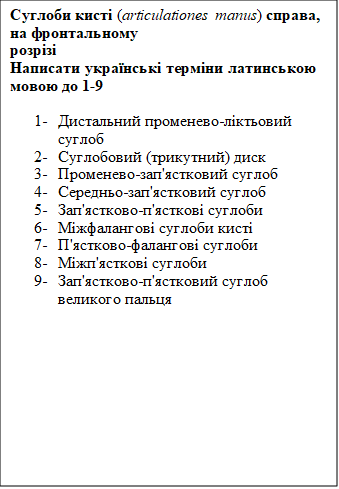 Суглоби кисті (articulationes manus) справа,
на фронтальному
розрізі
Написати українські терміни латинською
мовою до 1-9
1- Дистальний променево-ліктьовий
суглоб
2- Суглобовий (трикутний) диск
3- Променево-зап'ястковий суглоб
4- Середньо-зап'ястковий суглоб
5- Зап'ястково-п'ясткові суглоби
6- Міжфалангові суглоби кисті
7- П'ястково-фалангові суглоби
8- Міжп'ясткові суглоби
9- Зап'ястково-п'ястковий суглоб
великого пальця